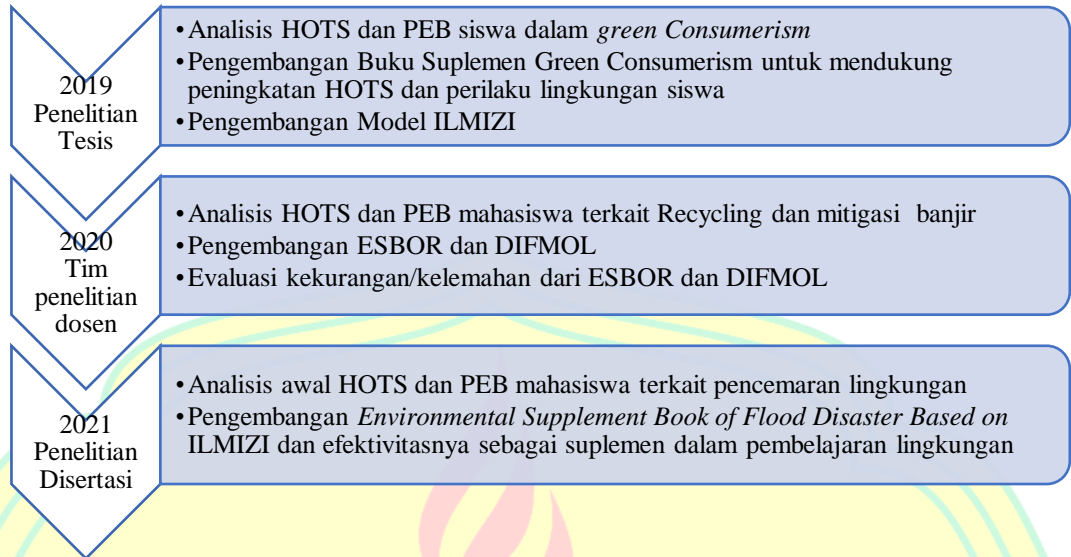 2019
Penelitian
Tesis
•Analisis HOTS dan PEB siswa dalam green Consumerism
•Pengembangan Buku Suplemen Green Consumerism untuk mendukung
peningkatan HOTS dan perilaku lingkungan siswa
•Pengembangan Model ILMIZI
2020
Tim
penelitian
dosen
•Analisis HOTS dan PEB mahasiswa terkait Recycling dan mitigasi banjir
•Pengembangan ESBOR dan DIFMOL
•Evaluasi kekurangan/kelemahan dari ESBOR dan DIFMOL
2021
Penelitian
Disertasi
•Analisis awal HOTS dan PEB mahasiswa terkait pencemaran lingkungan
•Pengembangan Environmental Supplement Book of Flood Disaster Based on
ILMIZI dan efektivitasnya sebagai suplemen dalam pembelajaran lingkungan